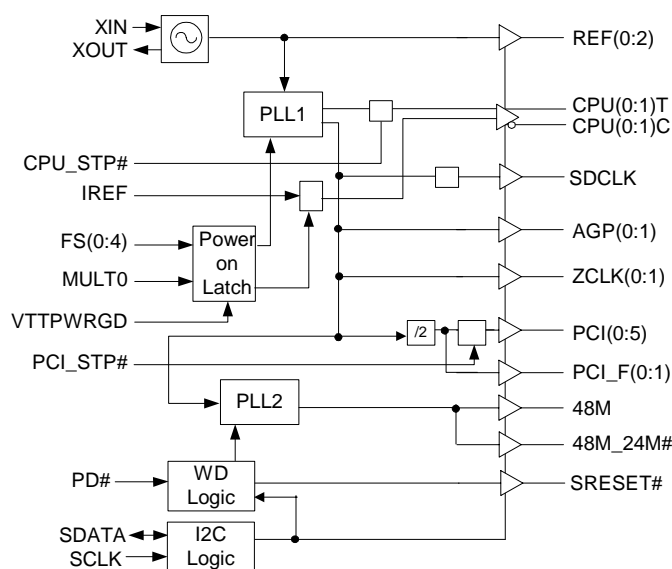 XIN
XOUT
REF(0:2)
PLL1
CPU(0:1)T
CPU(0:1)C
CPU_STP#
SDCLK
IREF
FS(0:4)
Power
on
Latch
AGP(0:1)
MULT0
ZCLK(0:1)
VTTPWRGD
/2
PCI(0:5)
PCI_STP#
PCI_F(0:1)
PLL2
48M
48M_24M#
PD#
WD
Logic
SRESET#
SDATA
SCLK
I2C
Logic